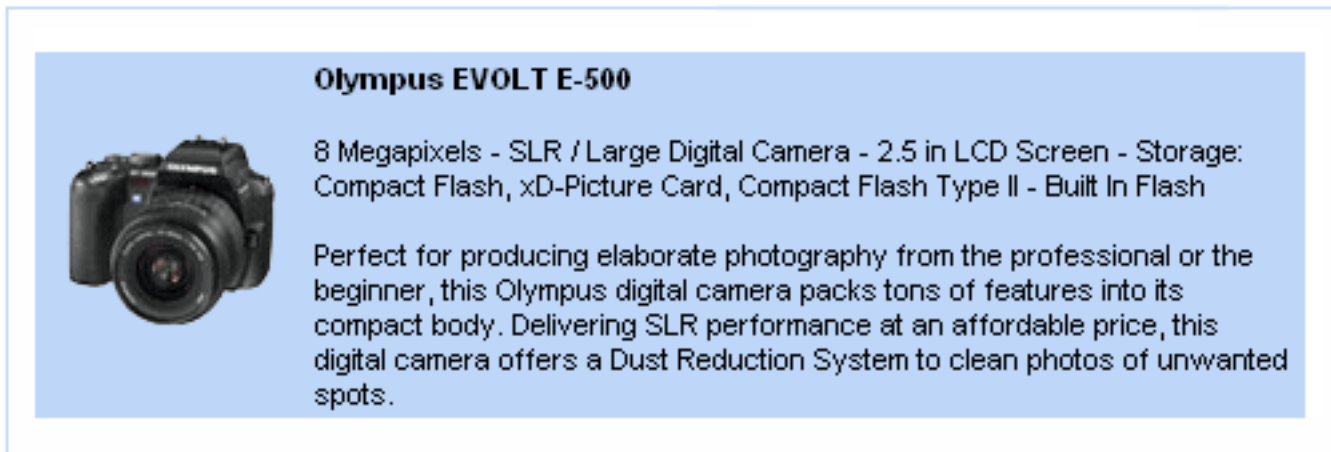 Olympus EVOLT E-500
8 Megapixels - SLR / Large Digital Camera - 2.5 in LCD Screen - Storage:
Compact Flash, xD-Picture Card, Compact Flash Type II - Built In Flash
Perfect for producing elaborate photography from the professional or the
beginner, this Olympus digital camera packs tons of features into its
compact body. Delivering SLR performance at an affordable price, this
digital camera offers a Dust Reduction System to clean photos of unwanted
spots.
OLYMPUS